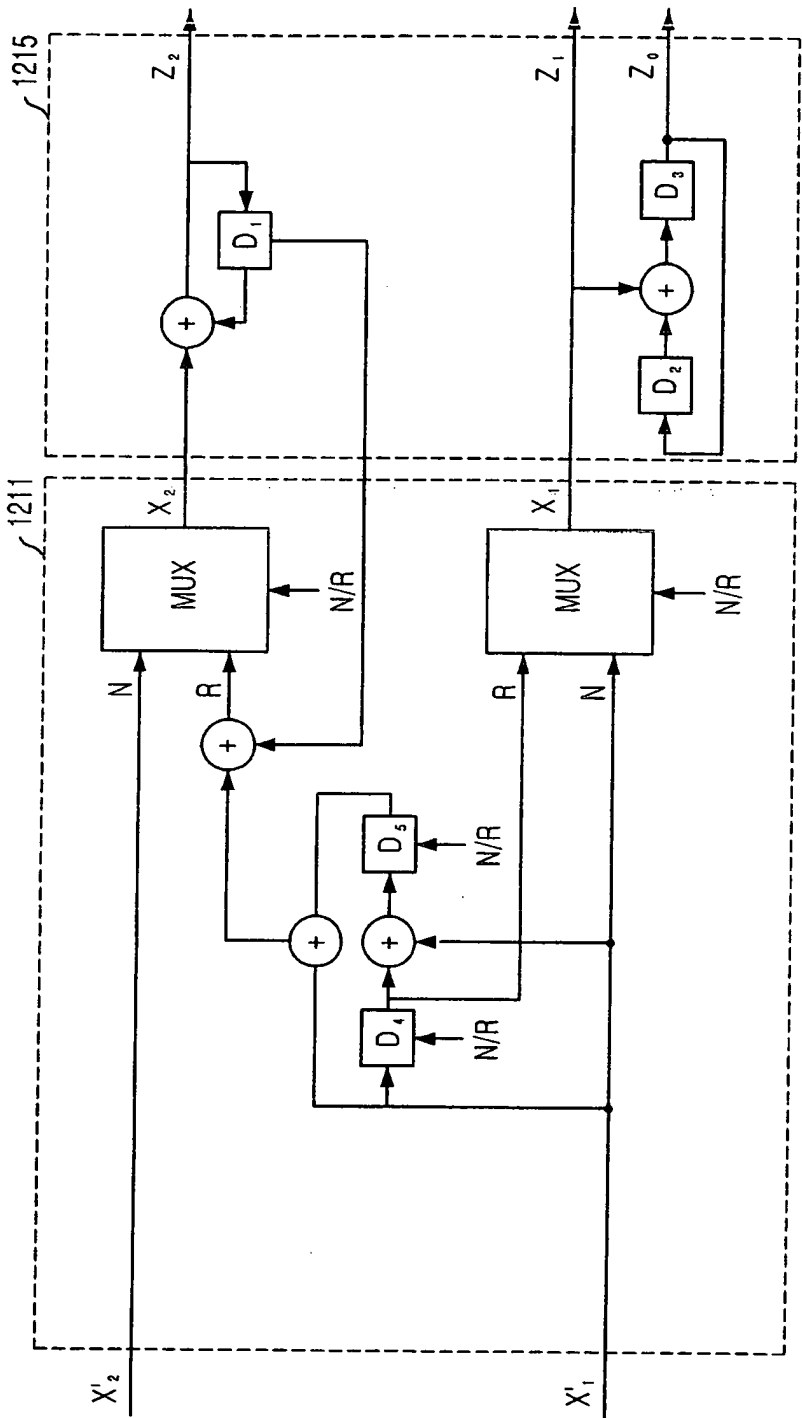 1211
1215
X'₂
N
R
MUX
N/R
X₂
+
+
D₁
Z₂
+
D₅
N/R
+
D₄
N/R
R
N
MUX
N/R
X₁
Z₁
D₂
+
D₃
Z₀
X'₁